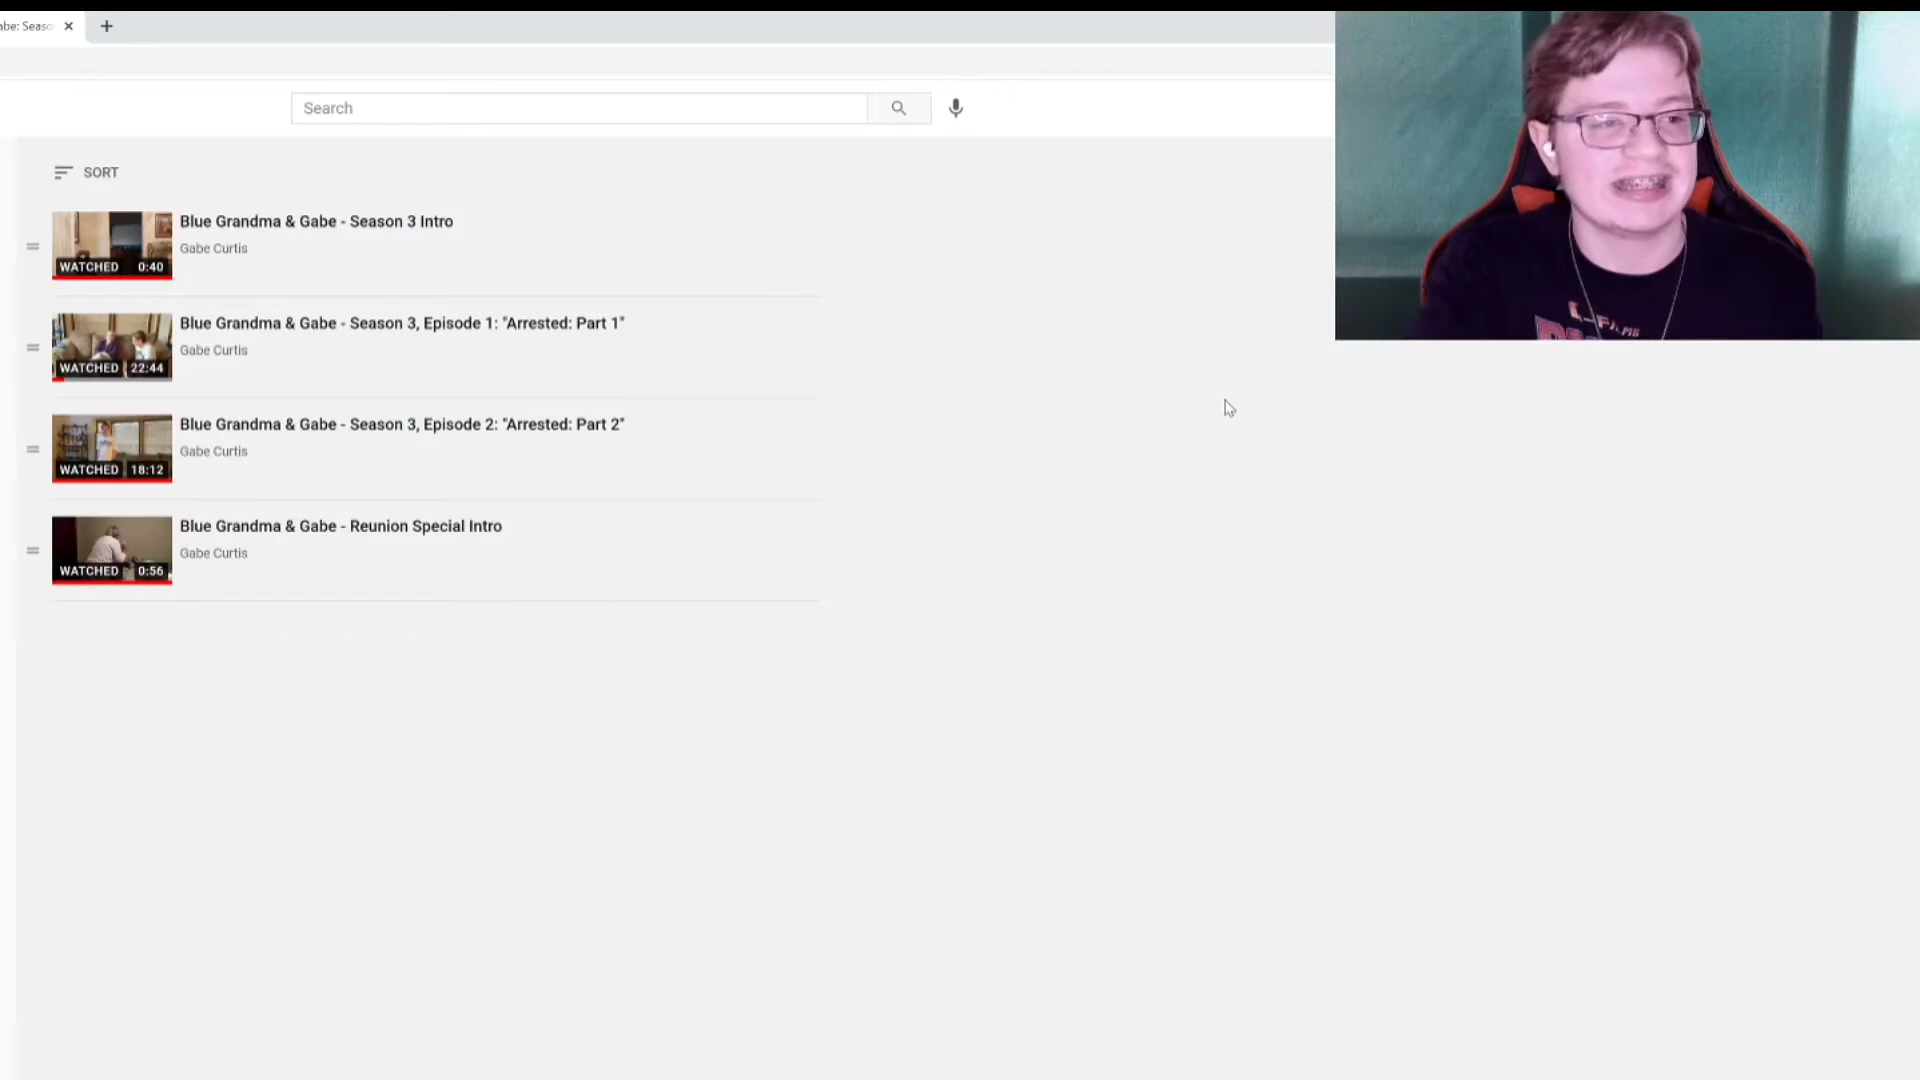 abe: Seaso
Search
SORT
Blue Grandma & Gabe - Season 3 Intro
Gabe Curtis
WATCHED 0:40
Blue Grandma & Gabe - Season 3, Episode 1: "Arrested: Part 1"
Gabe Curtis
WATCHED 22:44
Blue Grandma & Gabe - Season 3, Episode 2: "Arrested: Part 2"
Gabe Curtis
WATCHED 18:12
Blue Grandma & Gabe - Reunion Special Intro
Gabe Curtis
WATCHED 0:56